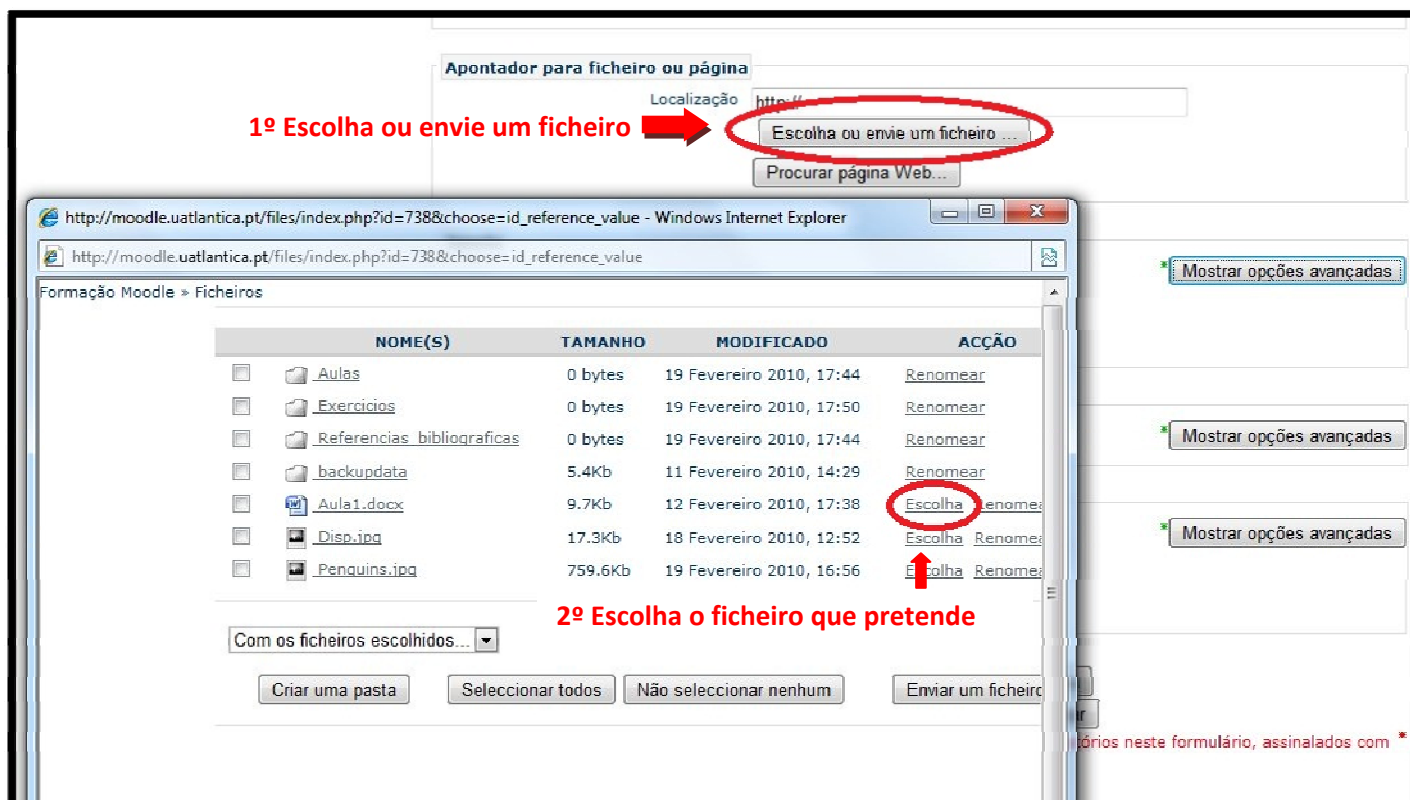 Apontador para ficheiro ou página
Localização http://
1º Escolha ou envie um ficheiro
Escolha ou envie um ficheiro ...
Procurar página Web...
http://moodle.uatlantica.pt/files/index.php?id=738&choose=id_reference_value - Windows Internet Explorer
http://moodle.uatlantica.pt/files/index.php?id=738&choose=id_reference_value
* Mostrar opções avançadas
Formação Moodle » Ficheiros
NOME(S) TAMANHO MODIFICADO ACÇÃO
Aulas 0 bytes 19 Fevereiro 2010, 17:44 Renomear
Exercicios 0 bytes 19 Fevereiro 2010, 17:50 Renomear
Referencias_bibliograficas 0 bytes 19 Fevereiro 2010, 17:44 Renomear
* Mostrar opções avançadas
backupdata 5.4Kb 11 Fevereiro 2010, 14:29 Renomear
Aula1.docx 9.7Kb 12 Fevereiro 2010, 17:38 Escolha enomea
Disp.jpg 17.3Kb 18 Fevereiro 2010, 12:52 Escolha Renomea
* Mostrar opções avançadas
Penguins.jpg 759.6Kb 19 Fevereiro 2010, 16:56 Escolha Renomea
2º Escolha o ficheiro que pretende
Com os ficheiros escolhidos...
Criar uma pasta Seleccionar todos Não seleccionar nenhum Enviar um ficheiro
ar
tórios neste formulário, assinalados com *